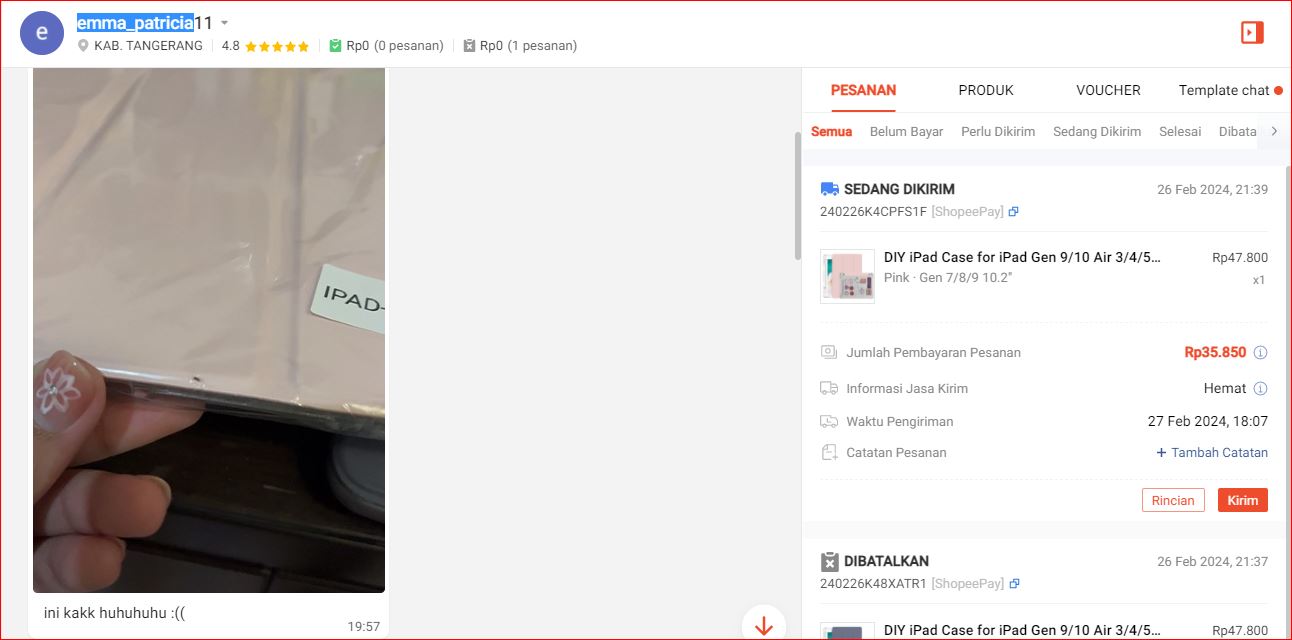 e
emma_patricia11
KAB. TANGERANG 4.8 Rp0 (0 pesanan) Rp0 (1 pesanan)
IPAD-
ini kakk huhuhuhu :((
19:57
PESANAN PRODUK VOUCHER Template chat
Semua Belum Bayar Perlu Dikirim Sedang Dikirim Selesai Dibata
SEDANG DIKIRIM 26 Feb 2024, 21:39
240226K4CPFS1F [ShopeePay]
DIY iPad Case for iPad Gen 9/10 Air 3/4/5... Rp47.800
Pink · Gen 7/8/9 10.2" x1
Jumlah Pembayaran Pesanan Rp35.850
Informasi Jasa Kirim Hemat
Waktu Pengiriman 27 Feb 2024, 18:07
Catatan Pesanan + Tambah Catatan
Rincian Kirim
DIBATALKAN 26 Feb 2024, 21:37
240226K48XATR1 [ShopeePay]
DIY iPad Case for iPad Gen 9/10 Air 3/4/5... Rp47.800